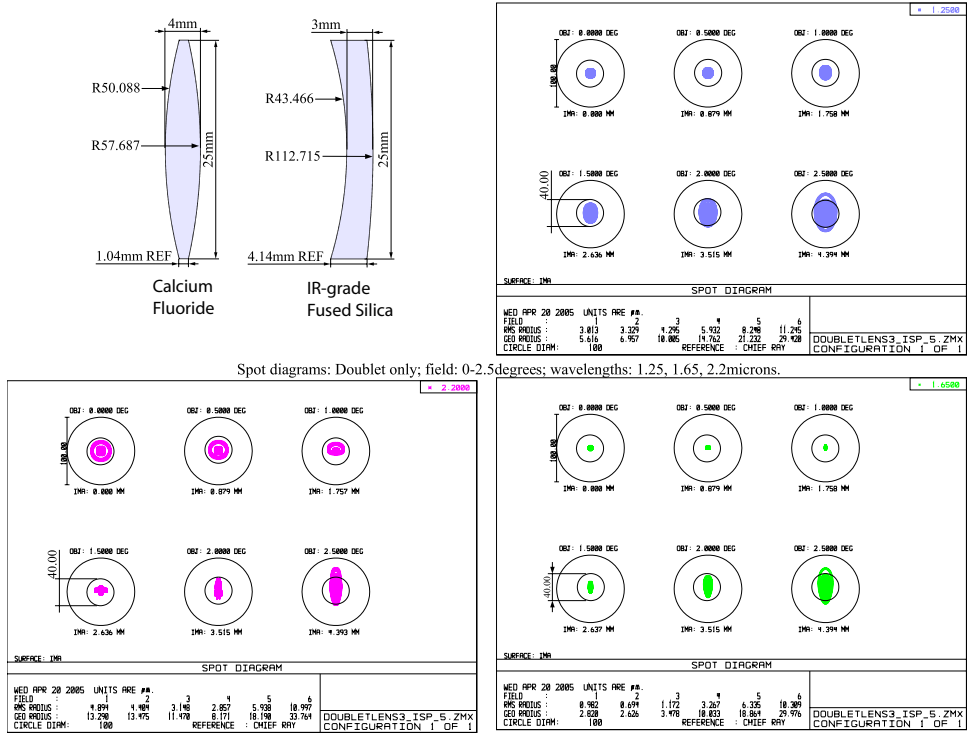 4mm
3mm
R50.088
R43.466
R57.687
R112.715
25mm
25mm
1.04mm REF
4.14mm REF
Calcium
Fluoride
IR-grade
Fused Silica
1.2500
OBJ: 0.0000 DEG OBJ: 0.5000 DEG OBJ: 1.0000 DEG
100.00
IMA: 0.000 MM IMA: 0.879 MM IMA: 1.758 MM
OBJ: 1.5000 DEG OBJ: 2.0000 DEG OBJ: 2.5000 DEG
40.00
IMA: 2.636 MM IMA: 3.515 MM IMA: 4.394 MM
SURFACE: IMA
SPOT DIAGRAM
WED APR 20 2005 UNITS ARE µm.
FIELD : 1 2 3 4 5 6
RMS RADIUS : 3.013 3.329 4.295 5.932 8.248 11.245
GEO RADIUS : 5.616 6.957 10.005 14.762 21.232 29.420
CIRCLE DIAM: 100 REFERENCE : CHIEF RAY
DOUBLETLENS3_ISP_5.ZMX
CONFIGURATION 1 OF 1
Spot diagrams: Doublet only; field: 0-2.5degrees; wavelengths: 1.25, 1.65, 2.2microns.
2.2000
OBJ: 0.0000 DEG OBJ: 0.5000 DEG OBJ: 1.0000 DEG
100.00
IMA: 0.000 MM IMA: 0.879 MM IMA: 1.757 MM
OBJ: 1.5000 DEG OBJ: 2.0000 DEG OBJ: 2.5000 DEG
40.00
IMA: 2.636 MM IMA: 3.515 MM IMA: 4.393 MM
SURFACE: IMA
SPOT DIAGRAM
WED APR 20 2005 UNITS ARE µm.
FIELD : 1 2 3 4 5 6
RMS RADIUS : 4.894 4.404 3.148 2.857 5.938 10.997
GEO RADIUS : 13.290 13.475 11.470 8.171 18.190 33.764
CIRCLE DIAM: 100 REFERENCE : CHIEF RAY
DOUBLETLENS3_ISP_5.ZMX
CONFIGURATION 1 OF 1
1.6500
OBJ: 0.0000 DEG OBJ: 0.5000 DEG OBJ: 1.0000 DEG
100.00
IMA: 0.000 MM IMA: 0.879 MM IMA: 1.758 MM
OBJ: 1.5000 DEG OBJ: 2.0000 DEG OBJ: 2.5000 DEG
40.00
IMA: 2.637 MM IMA: 3.515 MM IMA: 4.394 MM
SURFACE: IMA
SPOT DIAGRAM
WED APR 20 2005 UNITS ARE µm.
FIELD : 1 2 3 4 5 6
RMS RADIUS : 0.982 0.694 1.172 3.267 6.335 10.309
GEO RADIUS : 2.020 2.626 3.478 10.033 18.864 29.976
CIRCLE DIAM: 100 REFERENCE : CHIEF RAY
DOUBLETLENS3_ISP_5.ZMX
CONFIGURATION 1 OF 1